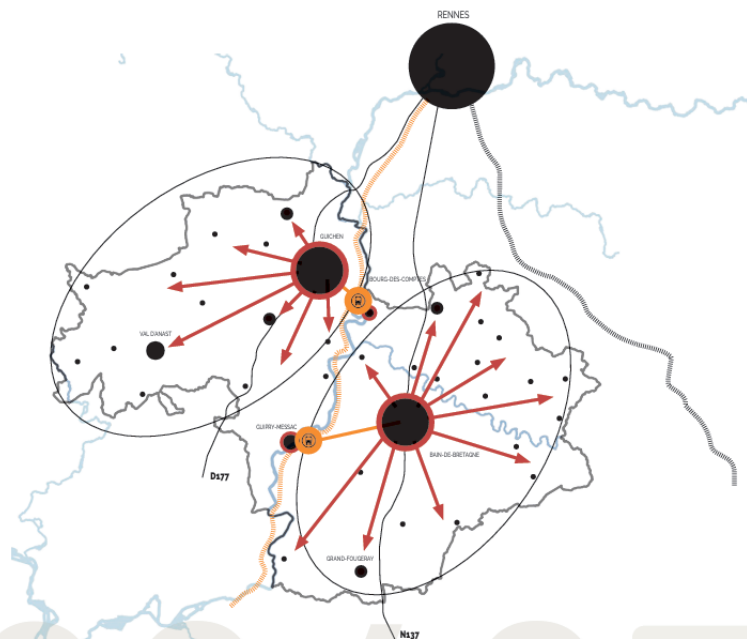 RENNES
GUICHEN
BOURG-DES-COMPTES
VAL D'ANAST
GUIPRY-MESSAC
BAIN-DE-BRETAGNE
D177
GRAND-FOUGERAY
N137